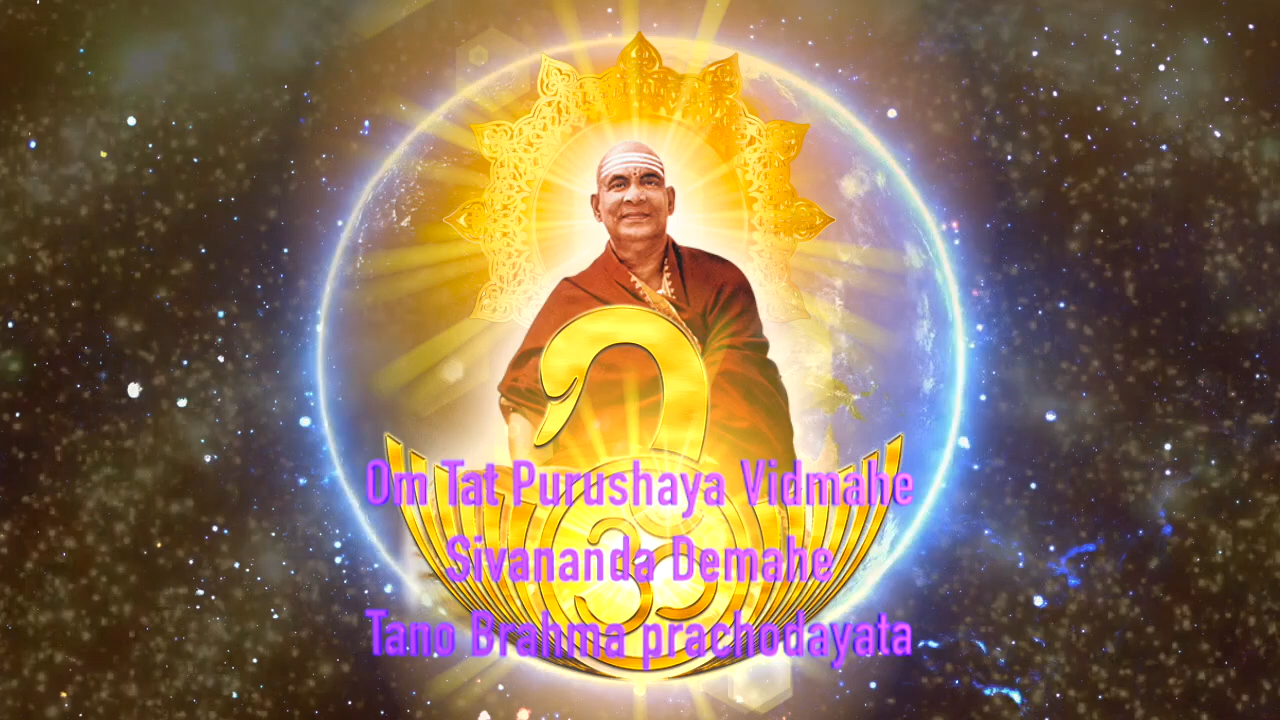 Om Tat Purushaya Vidmahe
Sivananda Demahe
Tano Brahma prachodayata
ॐ